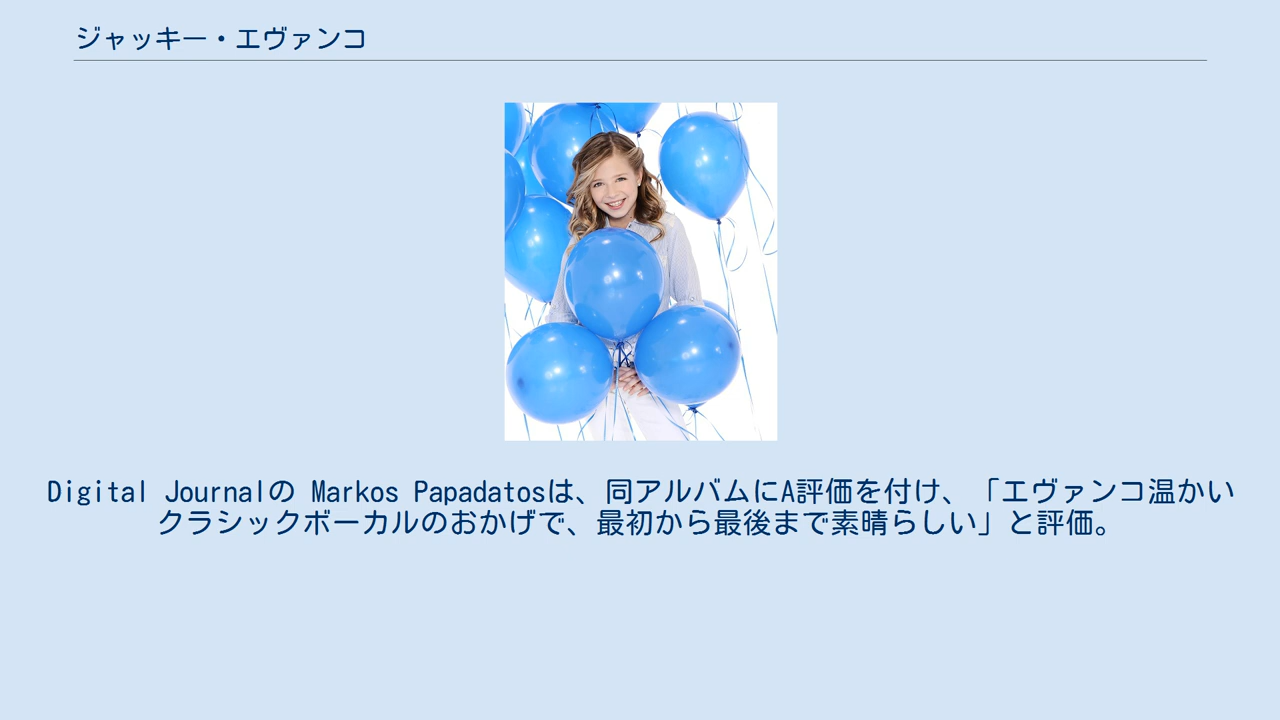 ジャッキー・エヴァンコ
Digital Journalの Markos Papadatosは、同アルバムにA評価を付け、「エヴァンコ温かい
クラシックボーカルのおかげで、最初から最後まで素晴らしい」と評価。